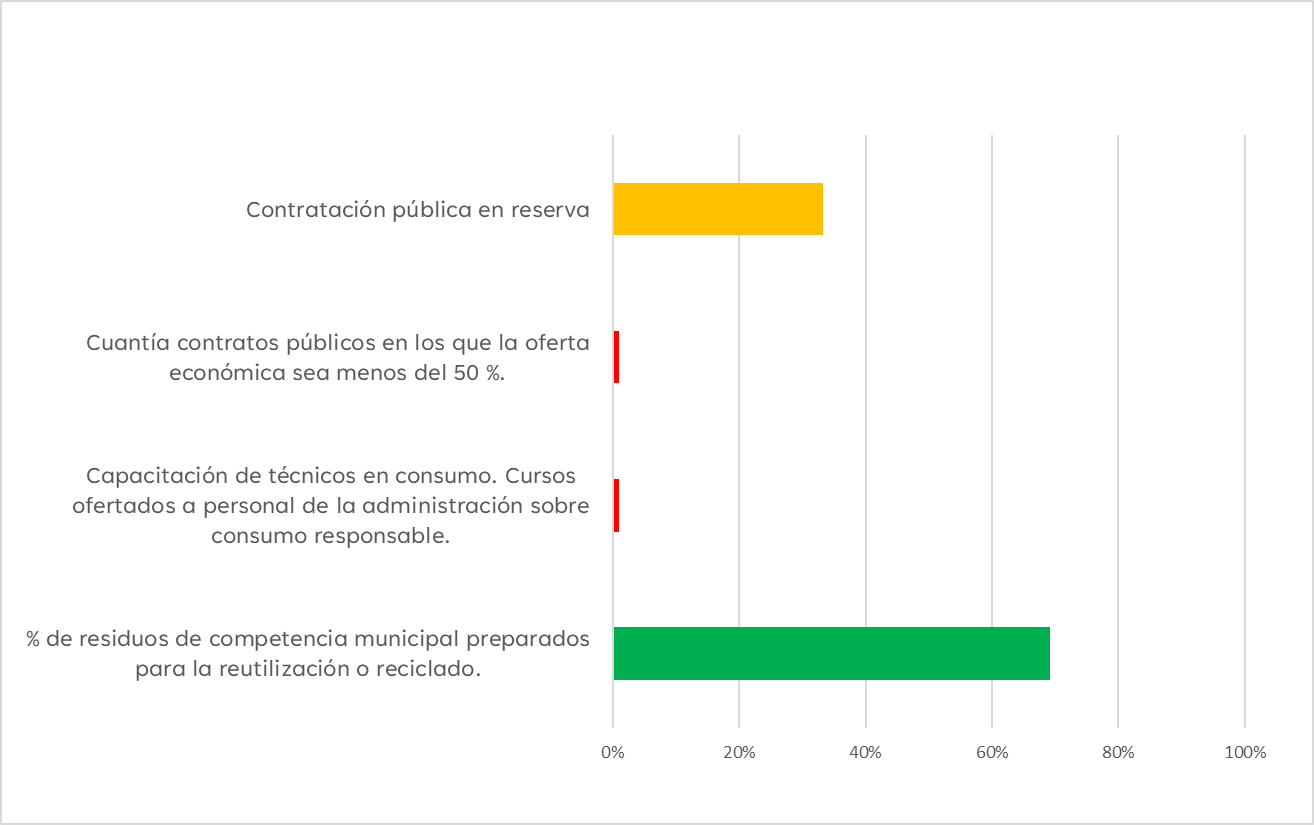 Contratación pública en reserva
Cuantía contratos públicos en los que la oferta
económica sea menos del 50 %.
Capacitación de técnicos en consumo. Cursos
ofertados a personal de la administración sobre
consumo responsable.
% de residuos de competencia municipal preparados
para la reutilización o reciclado.
0% 20% 40% 60% 80% 100%